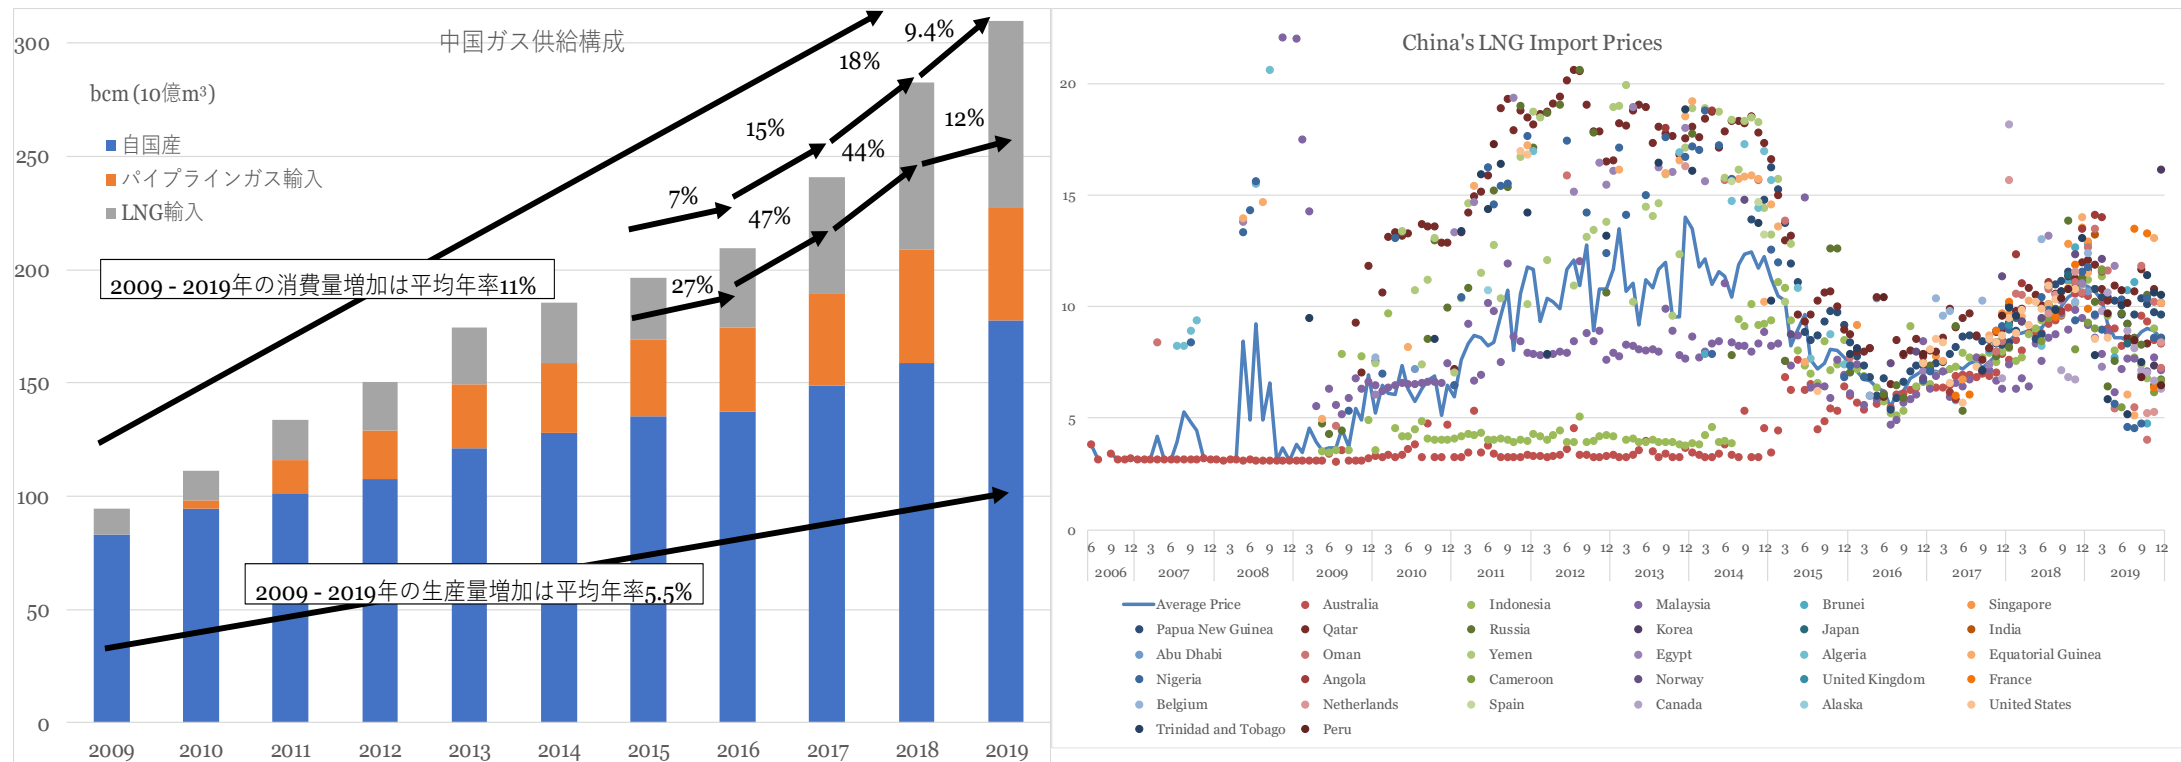 中国ガス供給構成
bcm (10億m³)
自国産
パイプラインガス輸入
LNG輸入
300
250
200
150
100
50
0
7%
15%
18%
9.4%
27%
47%
44%
12%
2009 - 2019年の消費量増加は平均年率11%
2009 - 2019年の生産量増加は平均年率5.5%
2009 2010 2011 2012 2013 2014 2015 2016 2017 2018 2019
China's LNG Import Prices
20
15
10
5
0
6 9 12 3 6 9 12 3 6 9 12 3 6 9 12 3 6 9 12 3 6 9 12 3 6 9 12 3 6 9 12 3 6 9 12 3 6 9 12 3 6 9 12 3 6 9 12 3 6 9 12 3 6 9 12
2006 2007 2008 2009 2010 2011 2012 2013 2014 2015 2016 2017 2018 2019
Average Price Australia Indonesia Malaysia Brunei Singapore
Papua New Guinea Qatar Russia Korea Japan India
Abu Dhabi Oman Yemen Egypt Algeria Equatorial Guinea
Nigeria Angola Cameroon Norway United Kingdom France
Belgium Netherlands Spain Canada Alaska United States
Trinidad and Tobago Peru